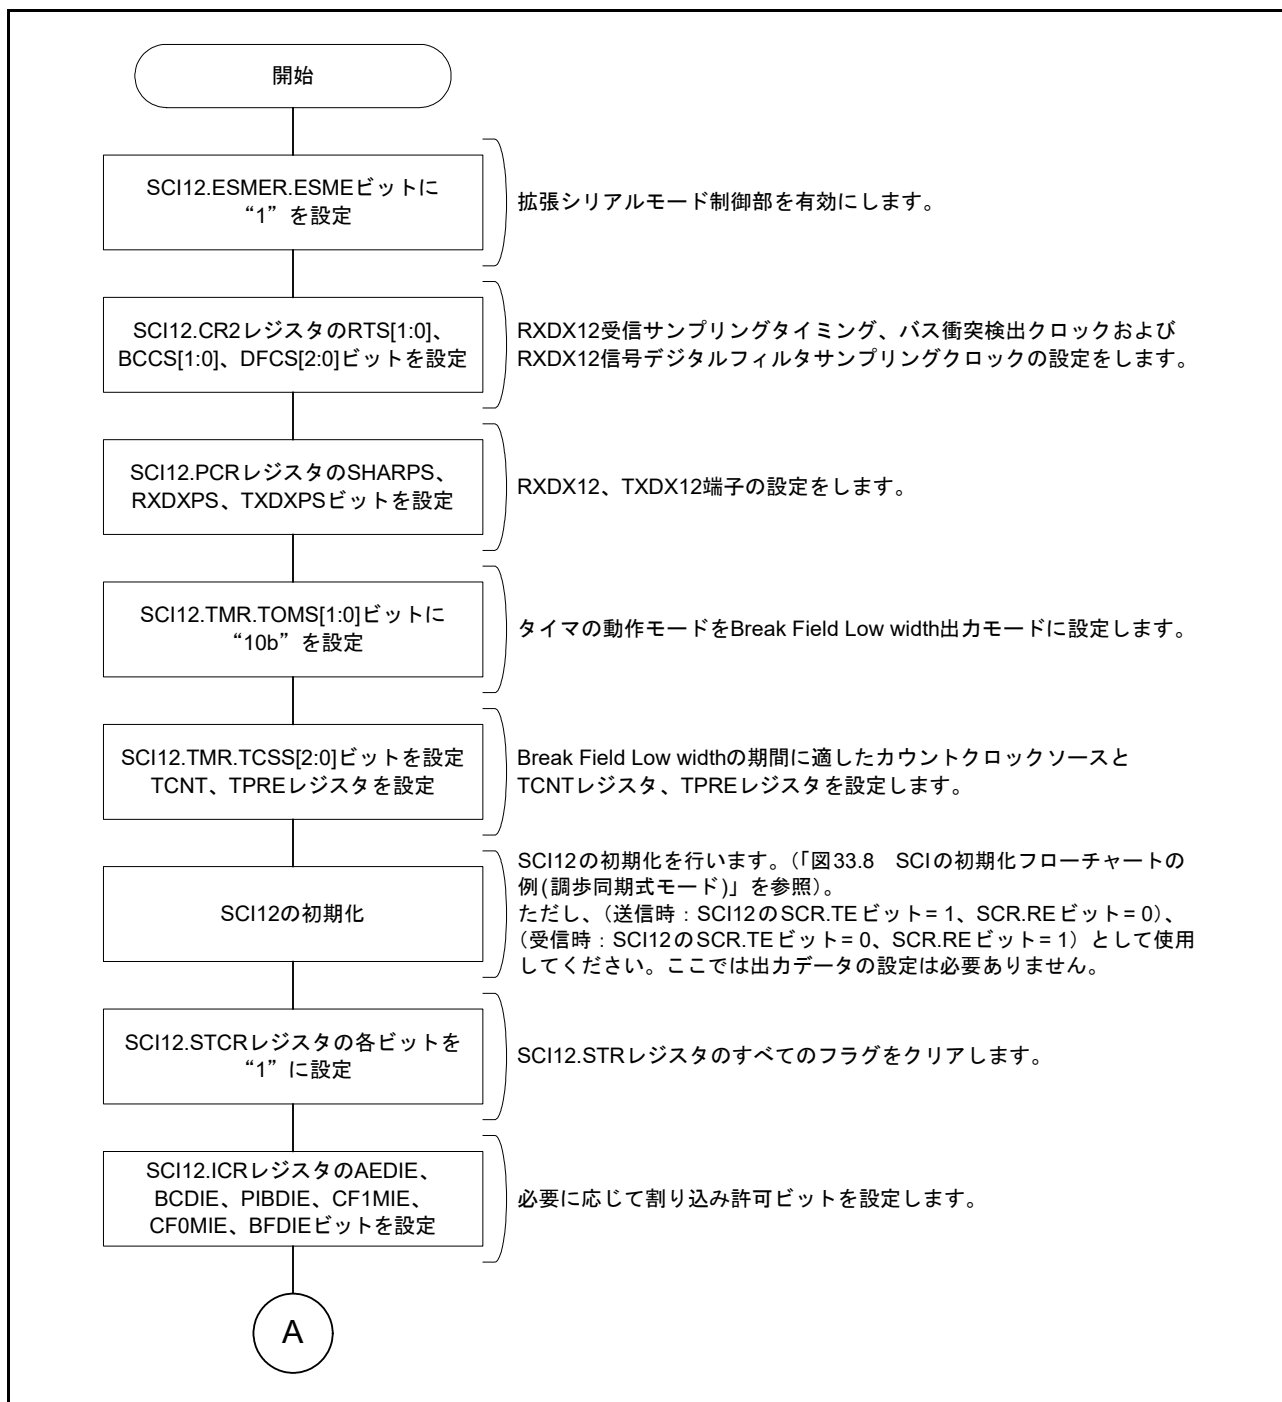 開始
SCI12.ESMER.ESMEビットに
“1”を設定
拡張シリアルモード制御部を有効にします。
SCI12.CR2レジスタのRTS[1:0]、
BCCS[1:0]、DFCS[2:0]ビットを設定
RXDX12受信サンプリングタイミング、バス衝突検出クロックおよび
RXDX12信号デジタルフィルタサンプリングクロックの設定をします。
SCI12.PCRレジスタのSHARPS、
RXDXPS、TXDXPSビットを設定
RXDX12、TXDX12端子の設定をします。
SCI12.TMR.TOMS[1:0]ビットに
“10b”を設定
タイマの動作モードをBreak Field Low width出力モードに設定します。
SCI12.TMR.TCSS[2:0]ビットを設定
TCNT、TPREレジスタを設定
Break Field Low widthの期間に適したカウントクロックソースと
TCNTレジスタ、TPREレジスタを設定します。
SCI12の初期化
SCI12の初期化を行います。(「図33.8　SCIの初期化フローチャートの
例(調歩同期式モード)」を参照)。
ただし、(送信時：SCI12のSCR.TEビット= 1、SCR.REビット= 0)、
(受信時：SCI12のSCR.TEビット= 0、SCR.REビット= 1) として使用
してください。ここでは出力データの設定は必要ありません。
SCI12.STCRレジスタの各ビットを
“1”に設定
SCI12.STRレジスタのすべてのフラグをクリアします。
SCI12.ICRレジスタのAEDIE、
BCDIE、PIBDIE、CF1MIE、
CF0MIE、BFDIEビットを設定
必要に応じて割り込み許可ビットを設定します。
A